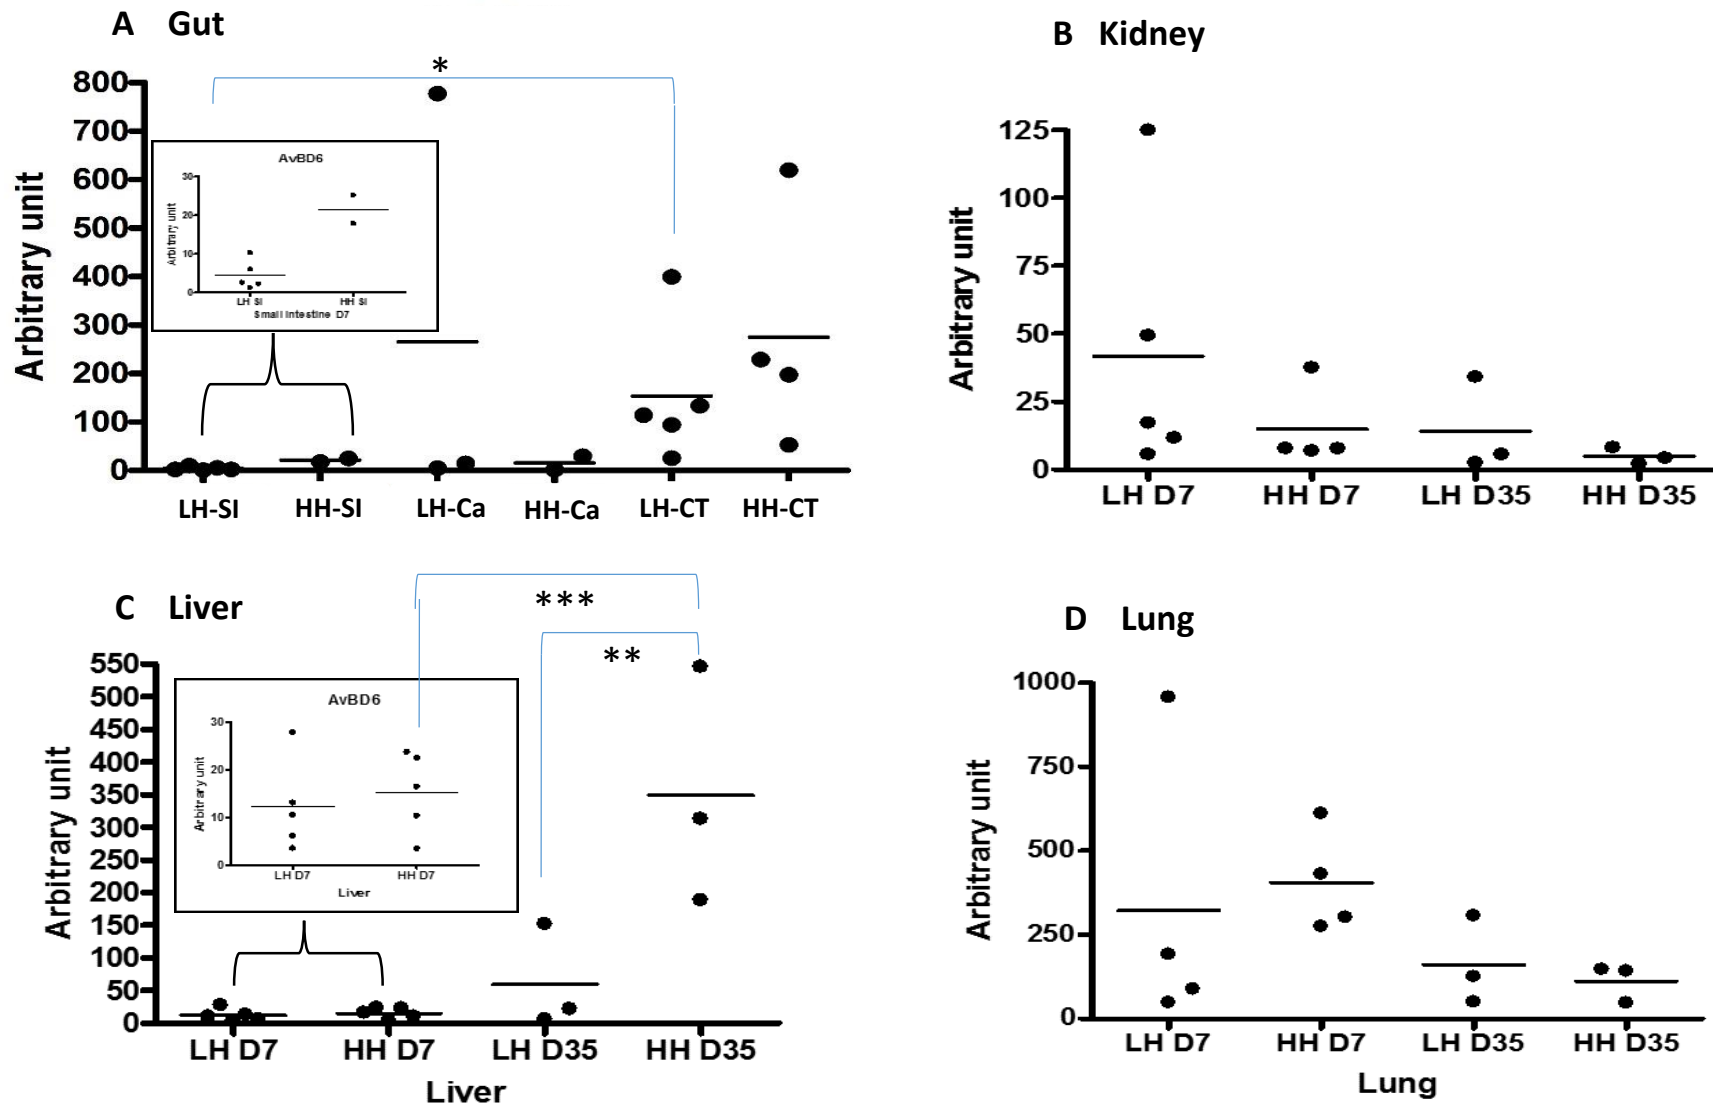 A Gut
*
800
700
600
500
400
300
200
100
0
Arbitrary unit
AvBD6
30
20
10
0
Arbitrary unit
LH SI HH SI
Small Intestine D7
LH-SI HH-SI LH-Ca HH-Ca LH-CT HH-CT
B Kidney
125
100
75
50
25
0
Arbitrary unit
LH D7 HH D7 LH D35 HH D35
C Liver
***
**
550
500
450
400
350
300
250
200
150
100
50
0
Arbitrary unit
AvBD6
30
20
10
0
Arbitrary unit
LH D7 HH D7
Liver
LH D7 HH D7 LH D35 HH D35
Liver
D Lung
1000
750
500
250
0
Arbitrary unit
LH D7 HH D7 LH D35 HH D35
Lung